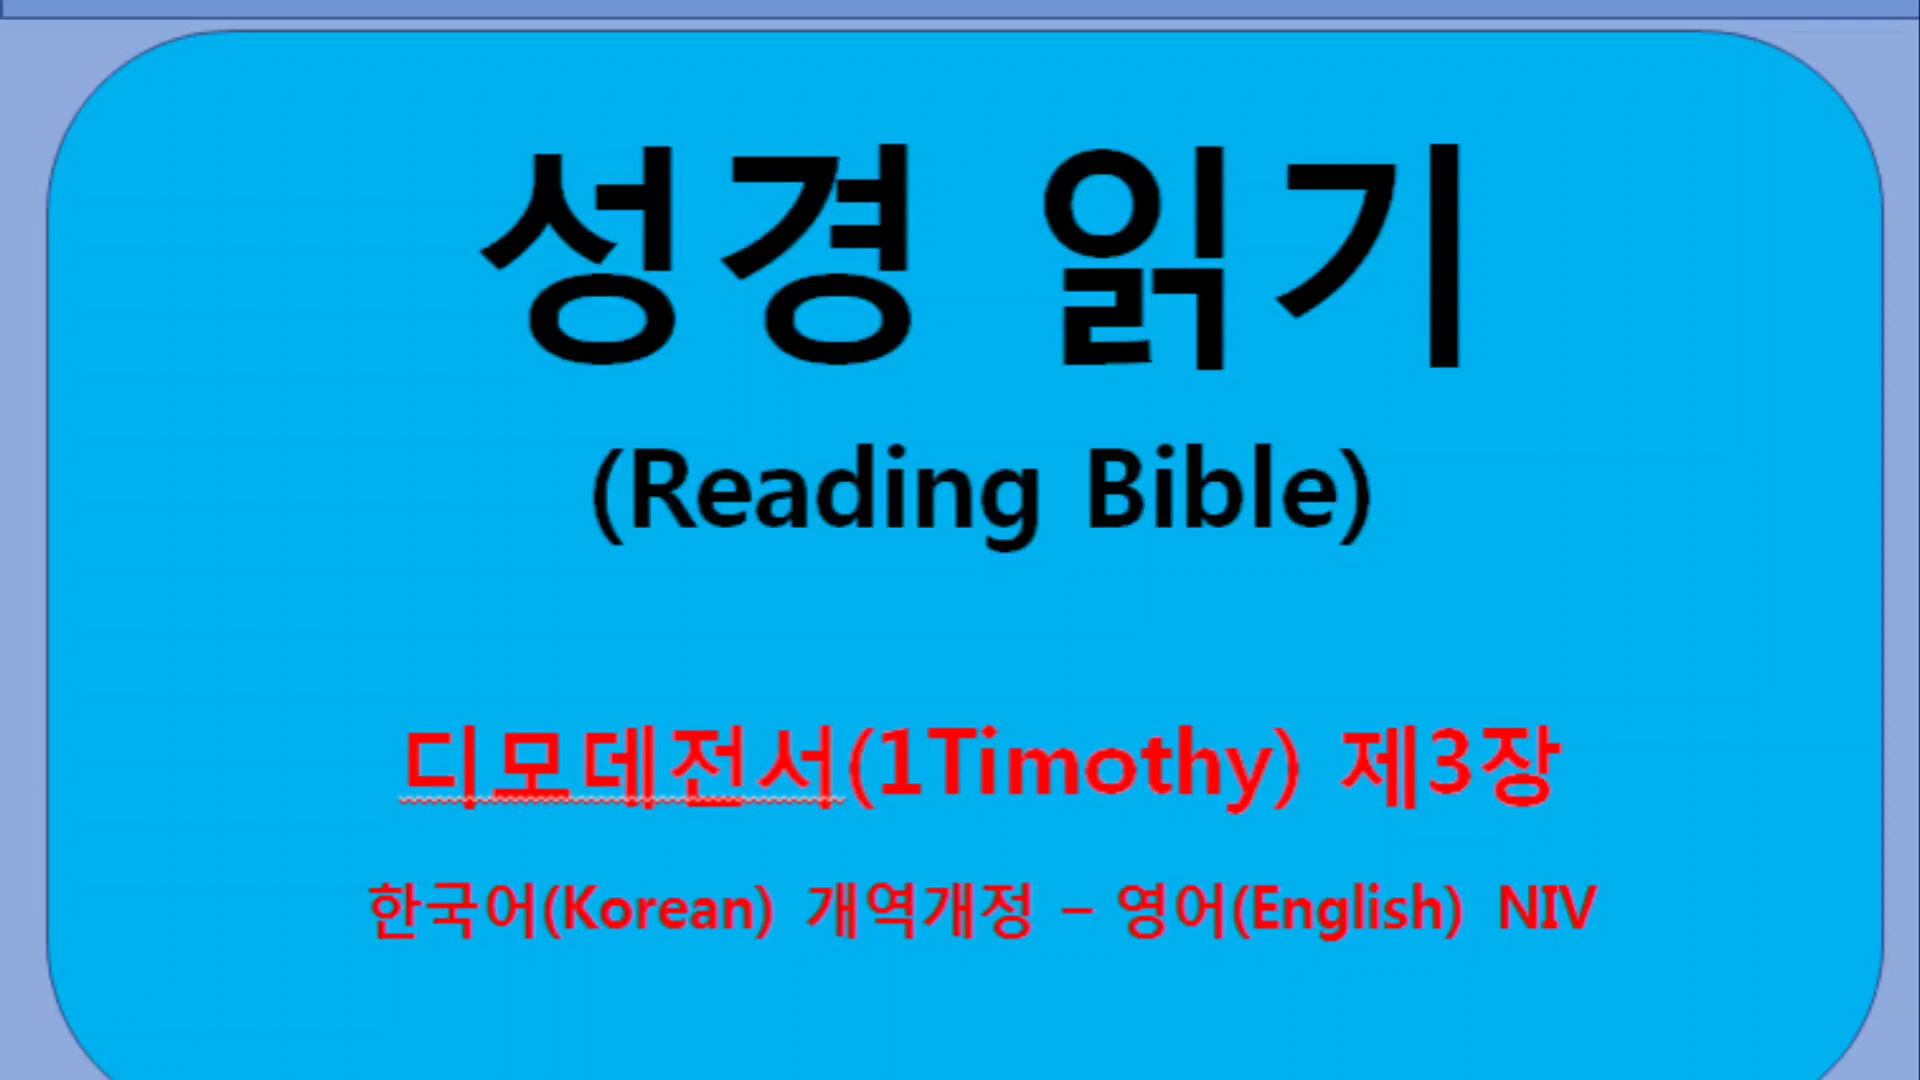 성경 읽기
(Reading Bible)
디모데전서(1Timothy) 제3장
한국어(Korean) 개역개정 – 영어(English) NIV